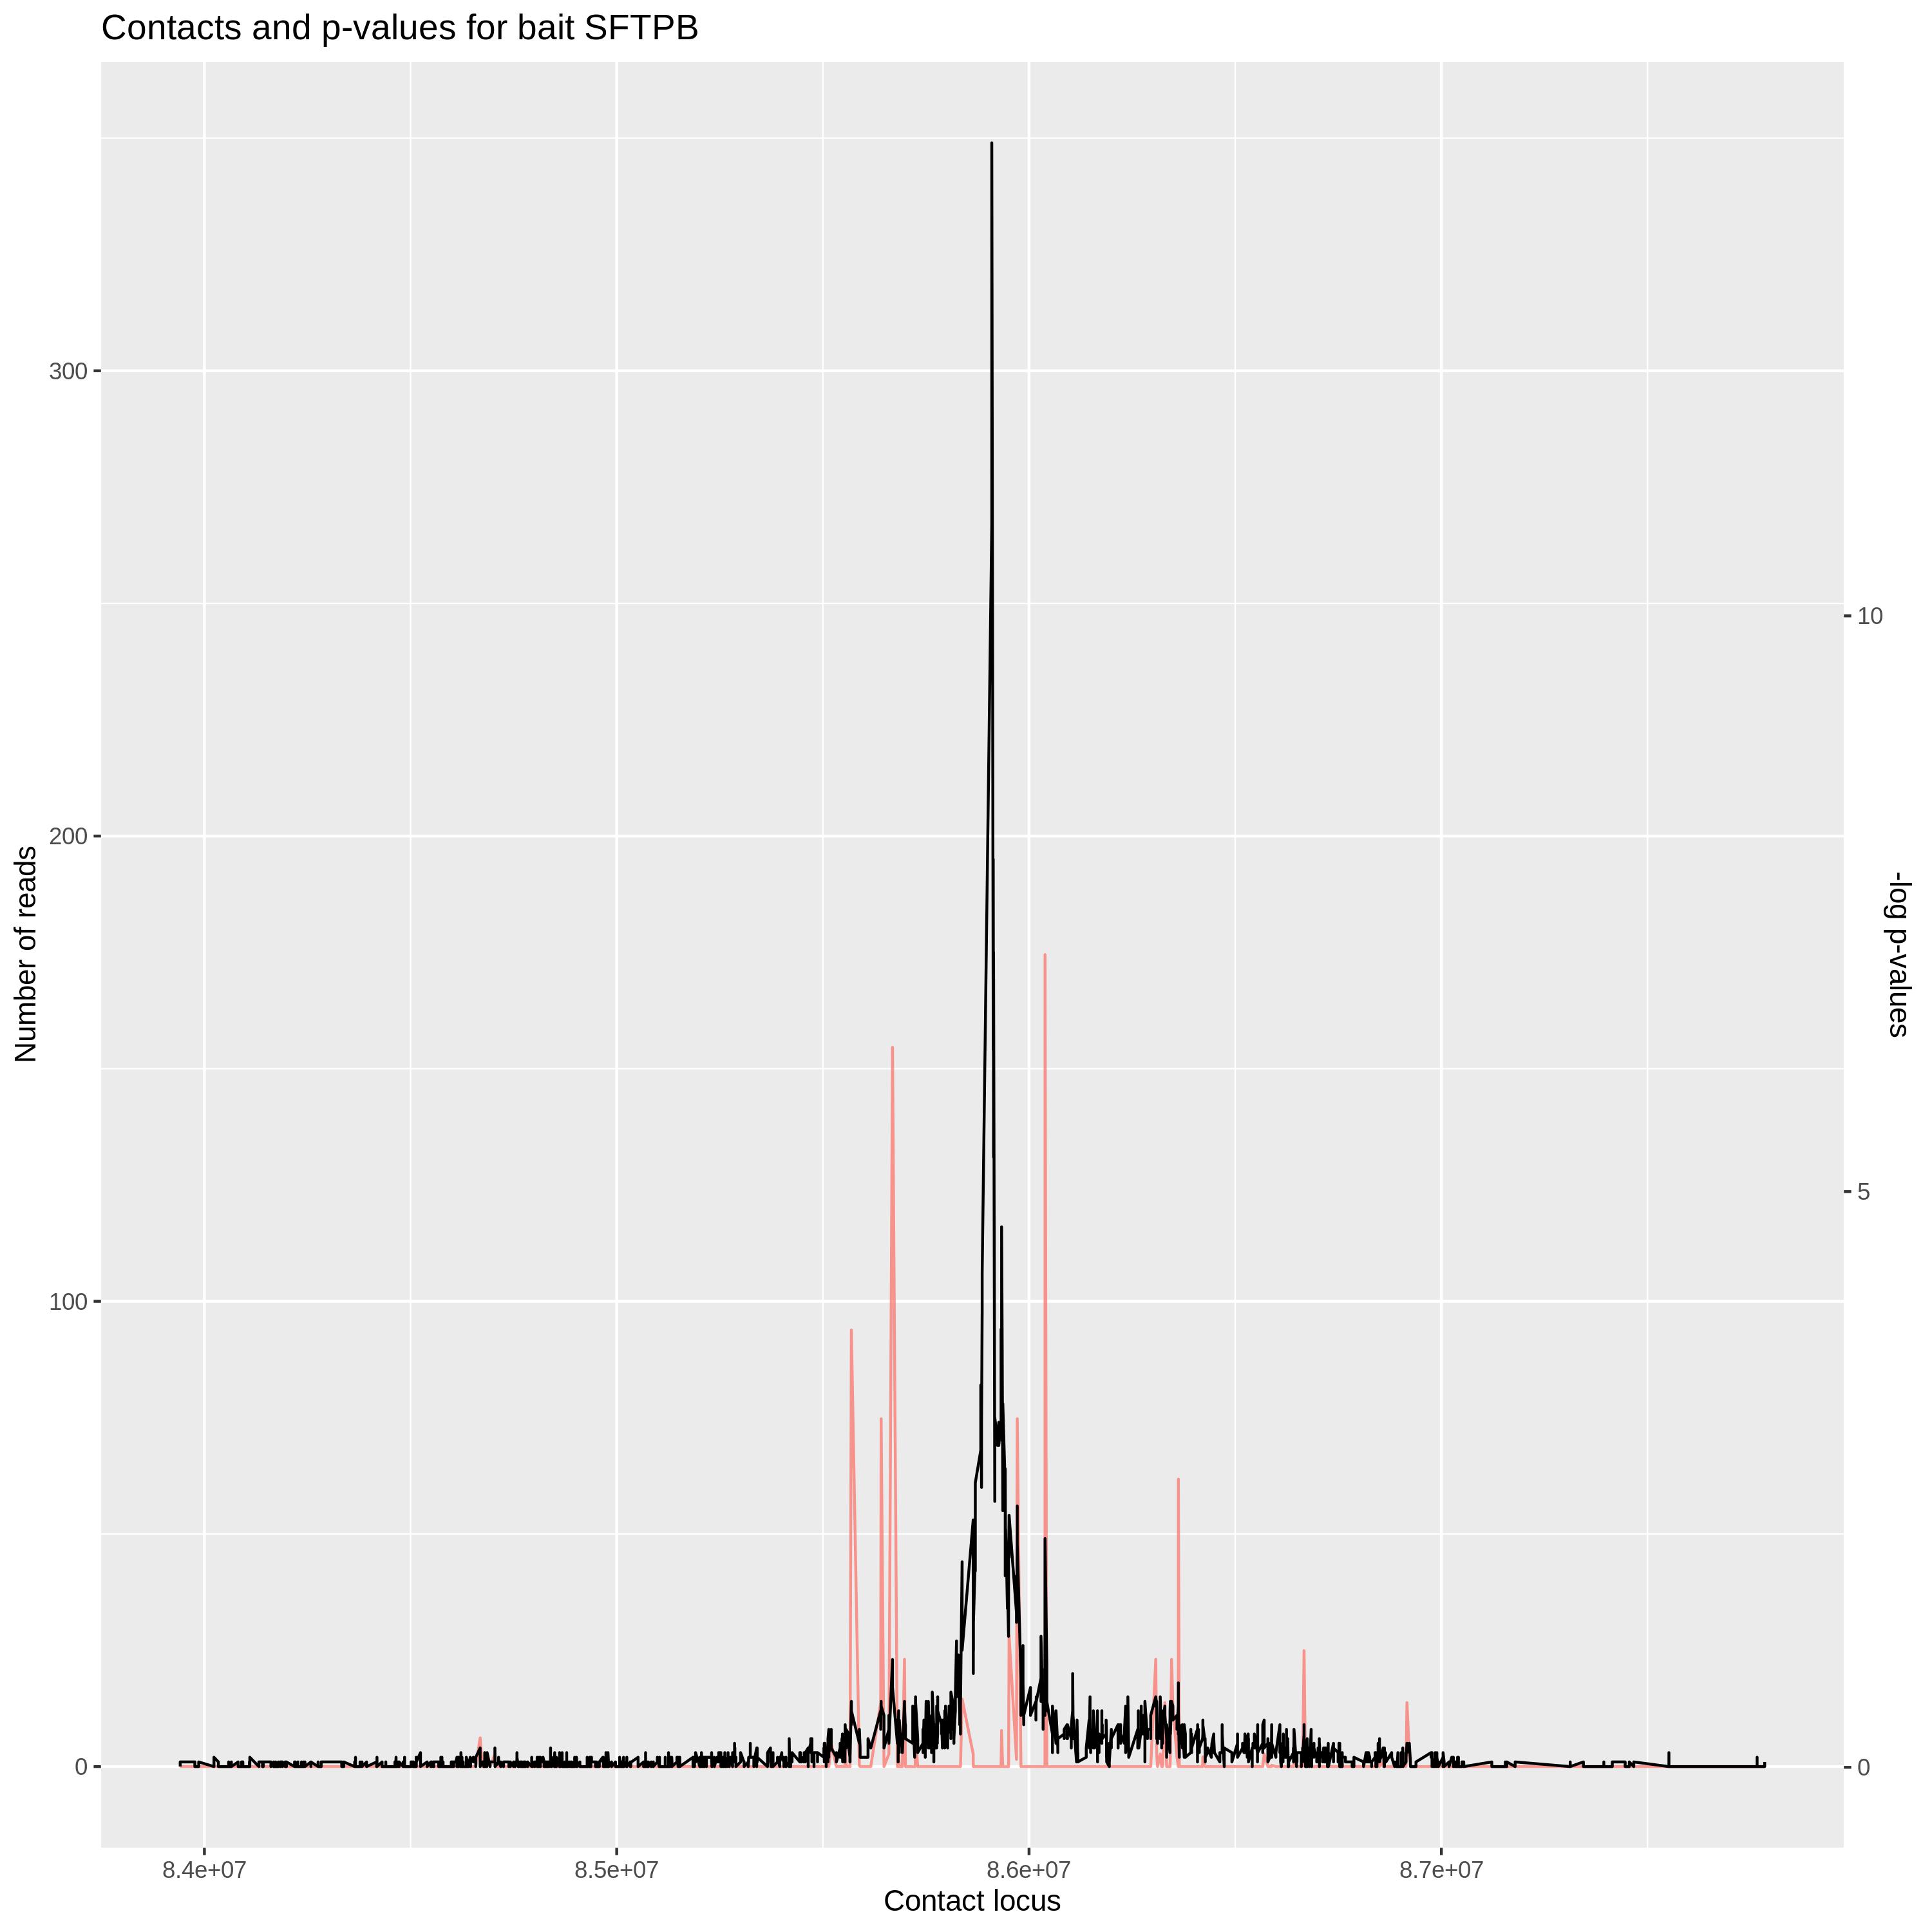 Contacts and p-values for bait SFTPB
300
200
100
0
Number of reads
10
5
0
-log p-values
8.4e+07 8.5e+07 8.6e+07 8.7e+07
Contact locus